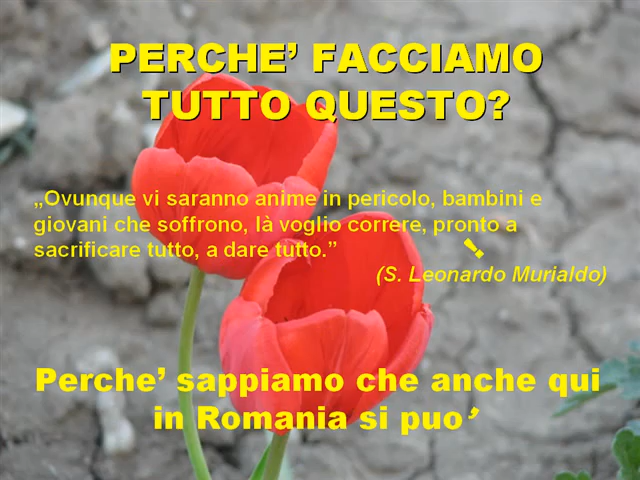 PERCHE’ FACCIAMO
TUTTO QUESTO?
„Ovunque vi saranno anime in pericolo, bambini e
giovani che soffrono, là voglio correre, pronto a
sacrificare tutto, a dare tutto.”
(S. Leonardo Murialdo)
Perche’ sappiamo che anche qui
in Romania si puo’